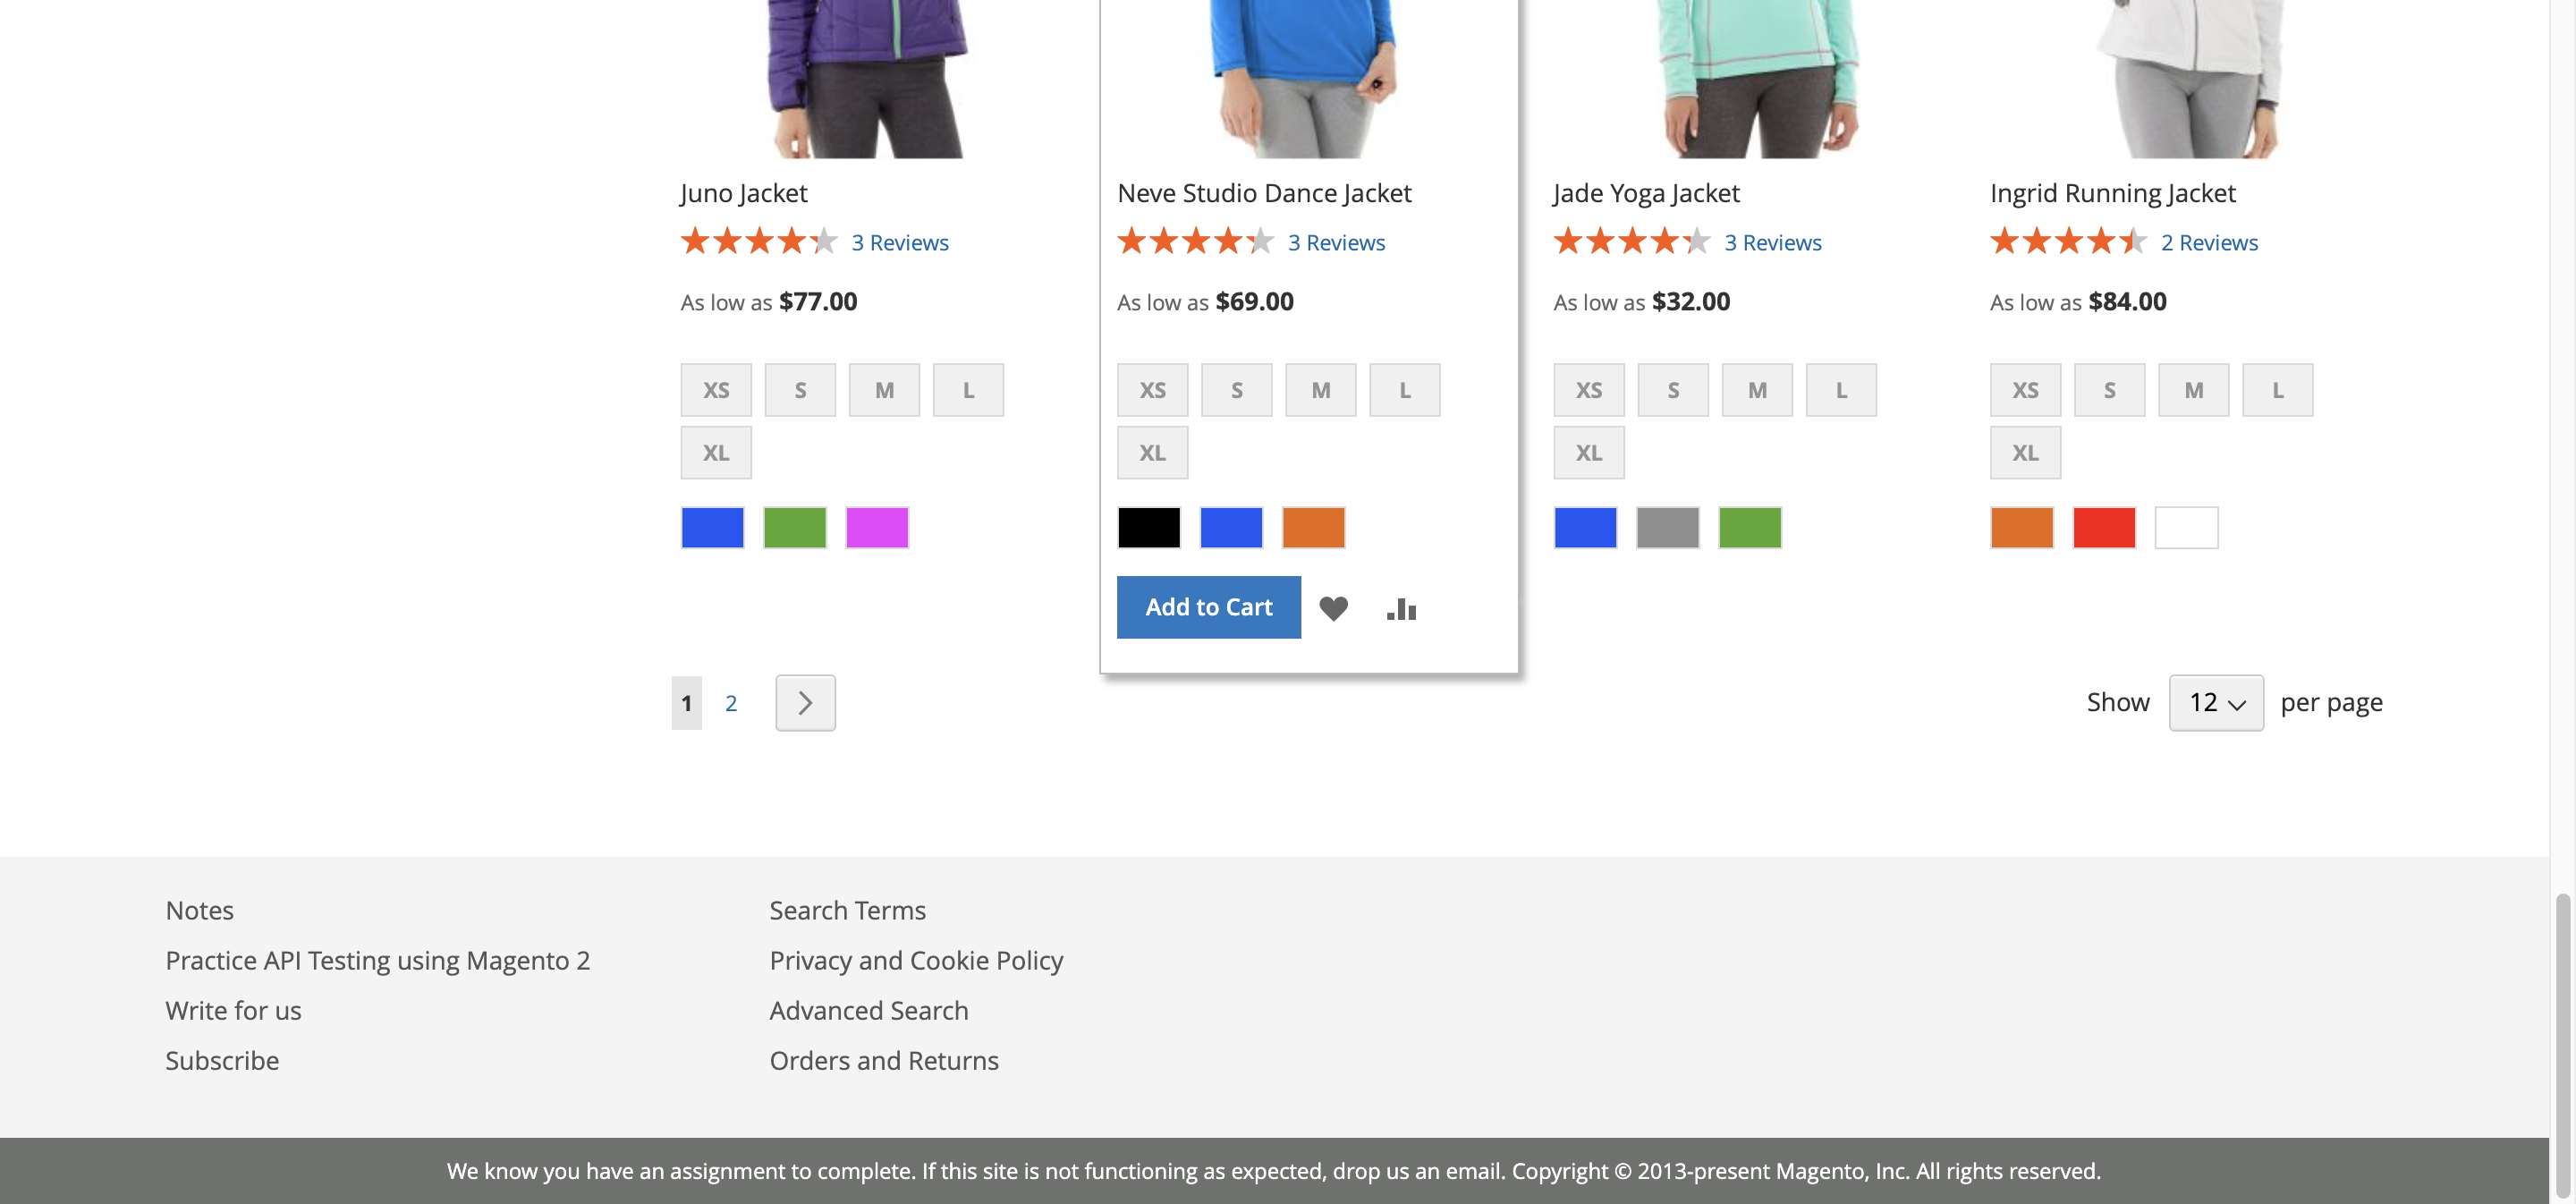 Juno Jacket
3 Reviews
As low as $77.00
XS S M L
XL
Neve Studio Dance Jacket
3 Reviews
As low as $69.00
XS S M L
XL
Add to Cart
Jade Yoga Jacket
3 Reviews
As low as $32.00
XS S M L
XL
Ingrid Running Jacket
2 Reviews
As low as $84.00
XS S M L
XL
1 2
Show 12 per page
Notes
Practice API Testing using Magento 2
Write for us
Subscribe
Search Terms
Privacy and Cookie Policy
Advanced Search
Orders and Returns
We know you have an assignment to complete. If this site is not functioning as expected, drop us an email. Copyright © 2013-present Magento, Inc. All rights reserved.